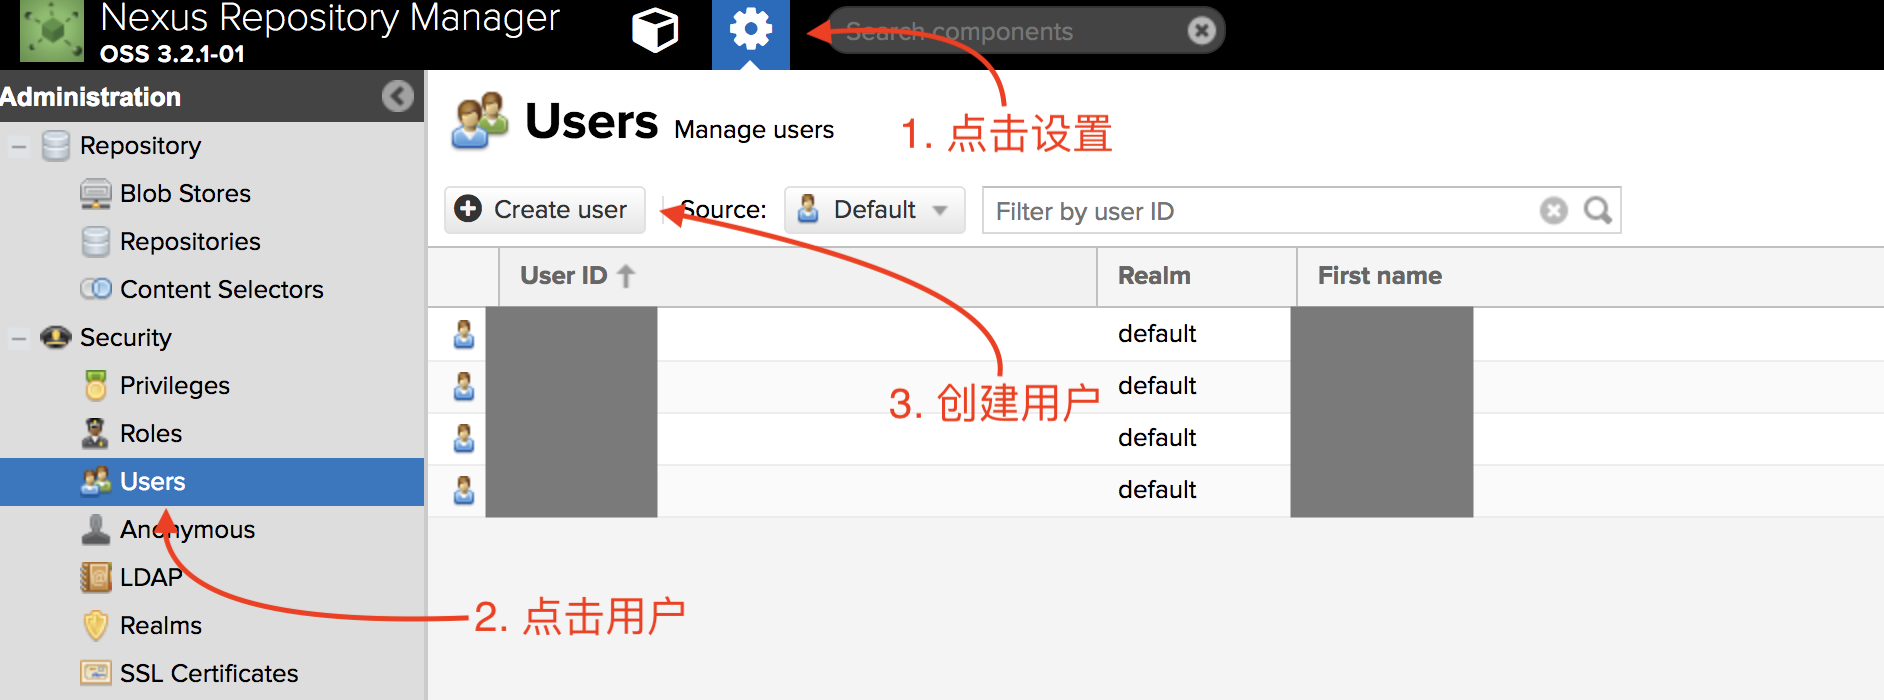 Nexus Repository Manager
OSS 3.2.1-01
Search components
Administration
Repository
Blob Stores
Repositories
Content Selectors
Security
Privileges
Roles
Users
Anonymous
LDAP
Realms
SSL Certificates
Users Manage users
1. 点击设置
Create user Source: Default Filter by user ID
User ID Realm First name
default
default
default
default
3. 创建用户
2. 点击用户